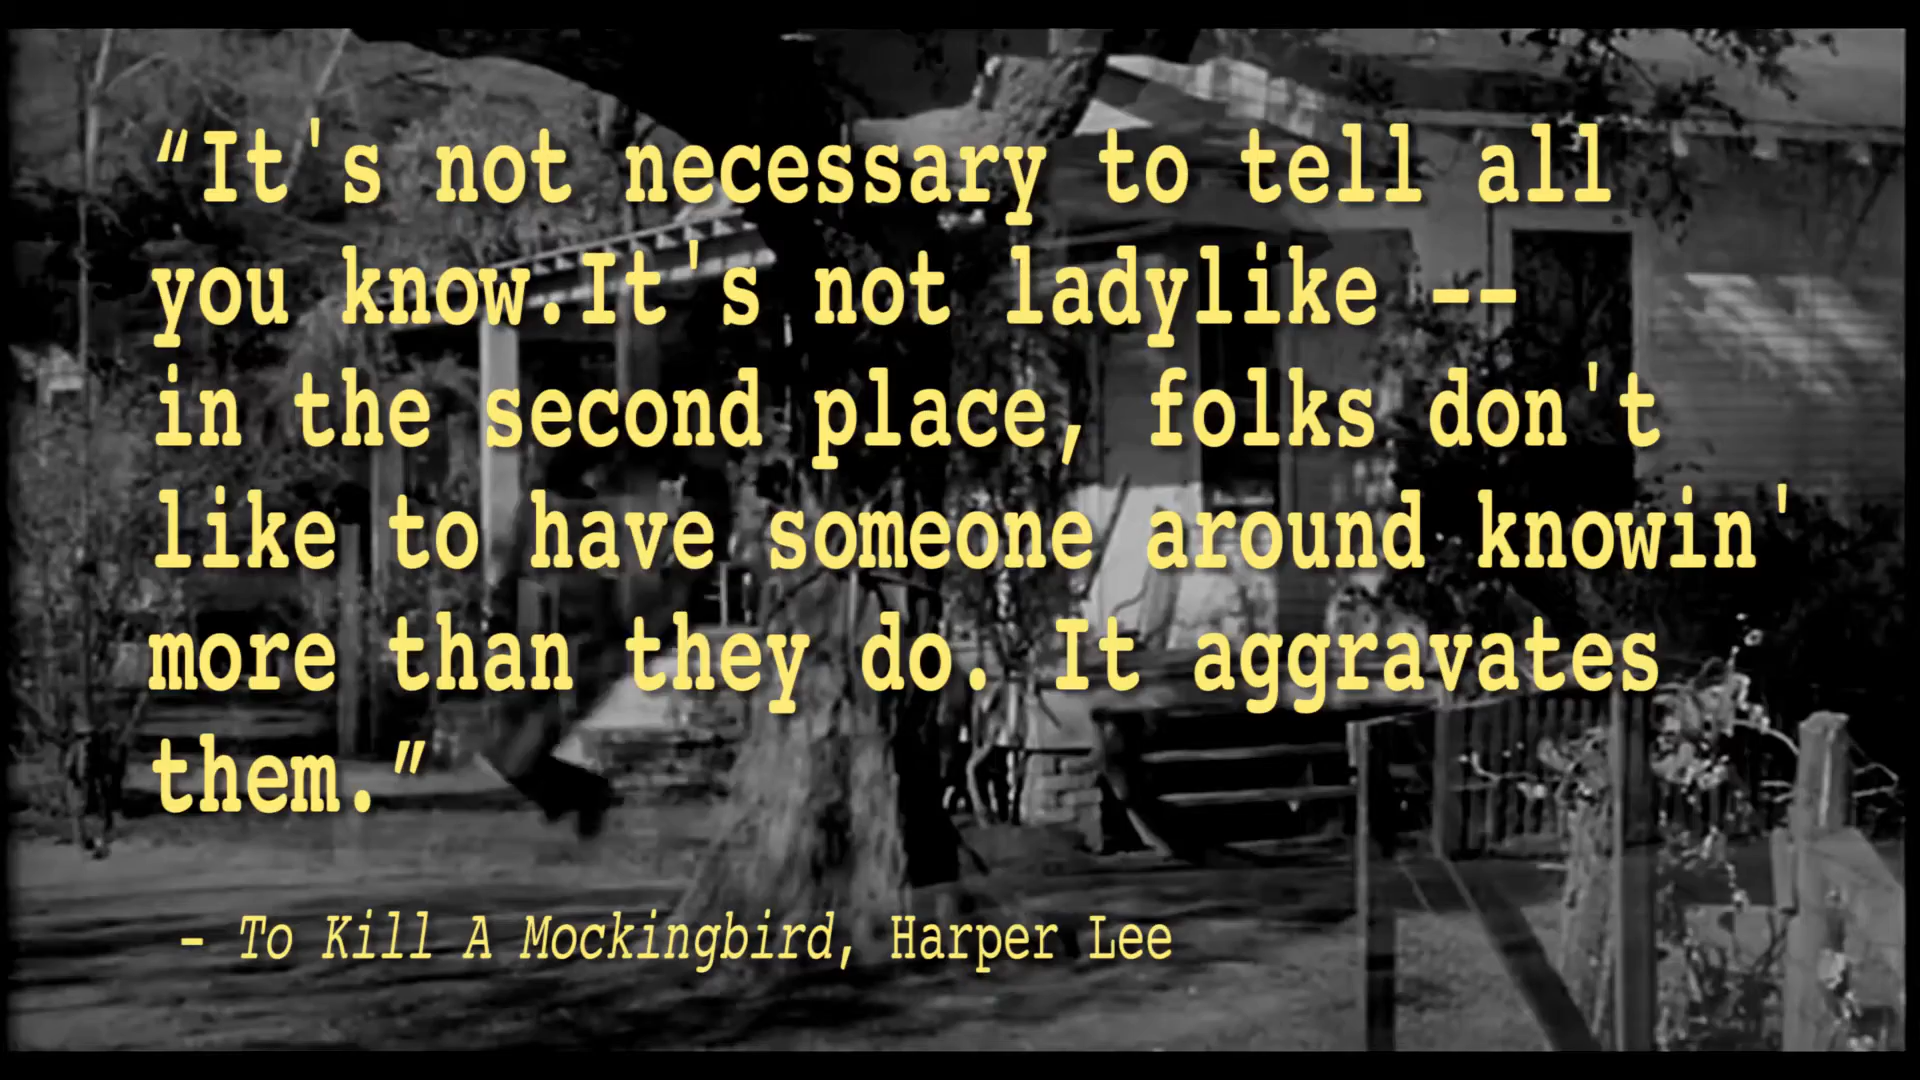 “It's not necessary to tell all
you know.It's not ladylike --
in the second place, folks don't
like to have someone around knowin'
more than they do. It aggravates
them.”
– To Kill A Mockingbird, Harper Lee